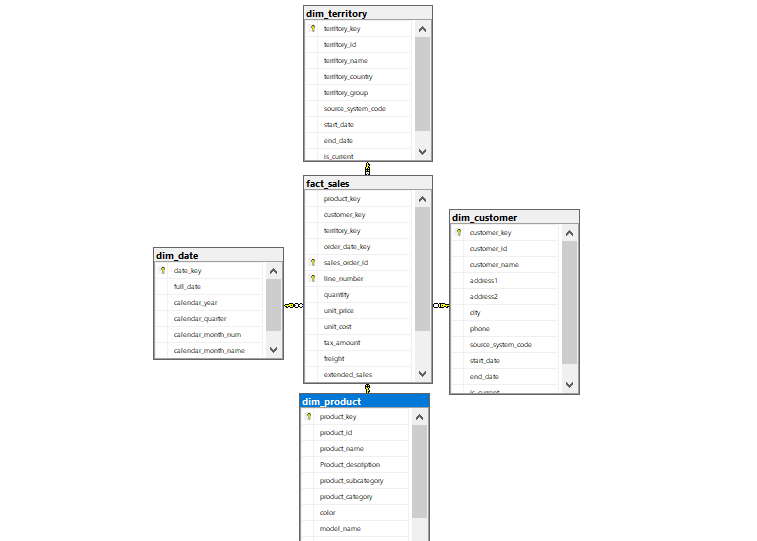 dim_territory
territory_key
territory_id
territory_name
territory_country
territory_group
source_system_code
start_date
end_date
is_current
fact_sales
product_key
customer_key
territory_key
order_date_key
sales_order_id
line_number
quantity
unit_price
unit_cost
tax_amount
freight
extended_sales
dim_customer
customer_key
customer_id
customer_name
address1
address2
city
phone
source_system_code
start_date
end_date
is_current
dim_date
date_key
full_date
calendar_year
calendar_quarter
calendar_month_num
calendar_month_name
dim_product
product_key
product_id
product_name
Product_description
product_subcategory
product_category
color
model_name